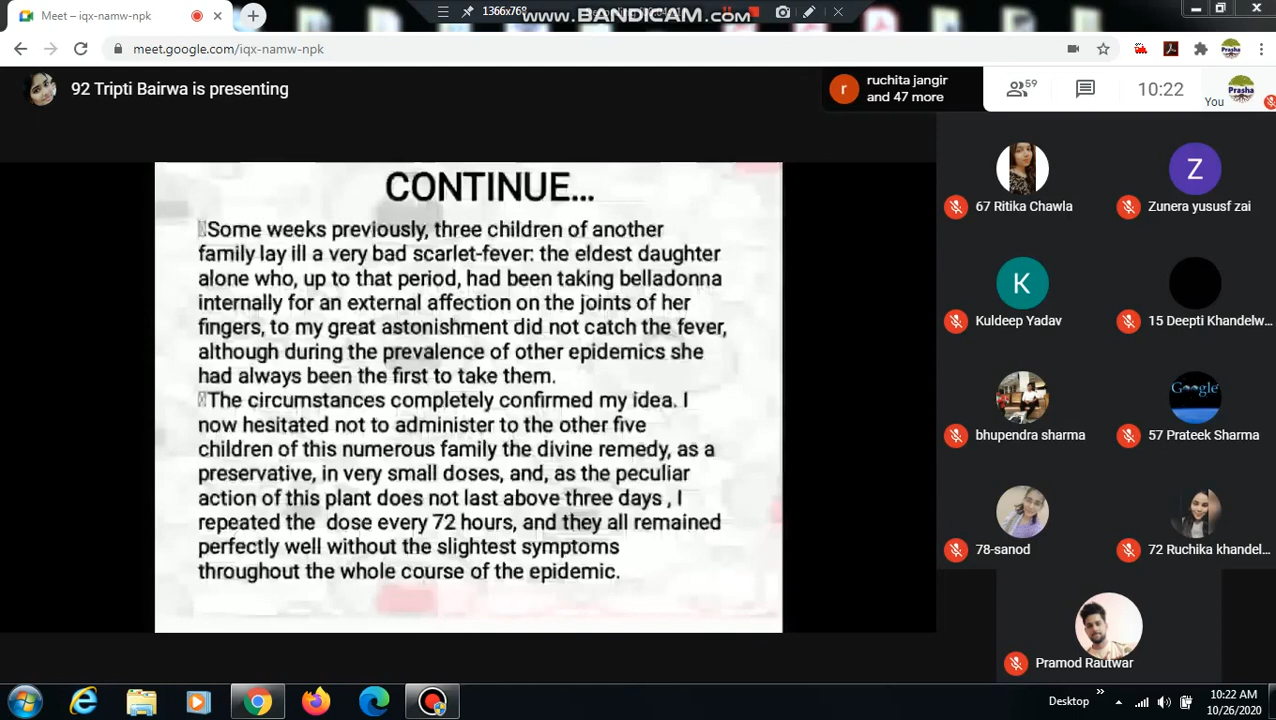 Meet – iqx-namw-npk
1366x768
www.BANDICAM.com
meet.google.com/iqx-namw-npk
92 Tripti Bairwa is presenting
ruchita jangir
and 47 more
59
10:22
You
Prasha
CONTINUE...
Some weeks previously, three children of another
family lay ill a very bad scarlet-fever: the eldest daughter
alone who, up to that period, had been taking belladonna
internally for an external affection on the joints of her
fingers, to my great astonishment did not catch the fever,
although during the prevalence of other epidemics she
had always been the first to take them.
The circumstances completely confirmed my idea. I
now hesitated not to administer to the other five
children of this numerous family the divine remedy, as a
preservative, in very small doses, and, as the peculiar
action of this plant does not last above three days , I
repeated the dose every 72 hours, and they all remained
perfectly well without the slightest symptoms
throughout the whole course of the epidemic.
67 Ritika Chawla
Z
Zunera yususf zai
K
Kuldeep Yadav
15 Deepti Khandelw...
bhupendra sharma
Google
57 Prateek Sharma
78-sanod
72 Ruchika khandel...
Pramod Rautwar
Desktop
10:22 AM
10/26/2020